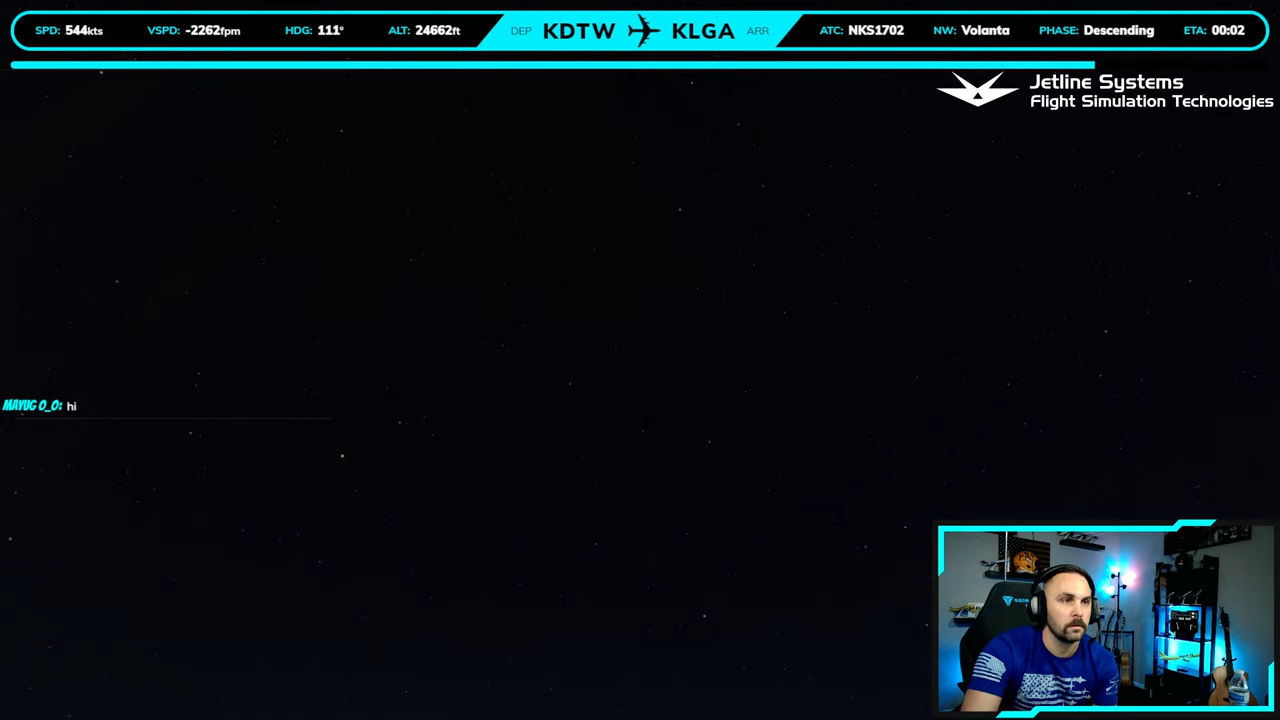 SPD: 544kts VSPD: -2262fpm HDG: 111° ALT: 24662ft DEP KDTW KLGA ARR ATC: NKS1702 NW: Volanta PHASE: Descending ETA: 00:02
Jetline Systems
Flight Simulation Technologies
MAYUG O_O: hi